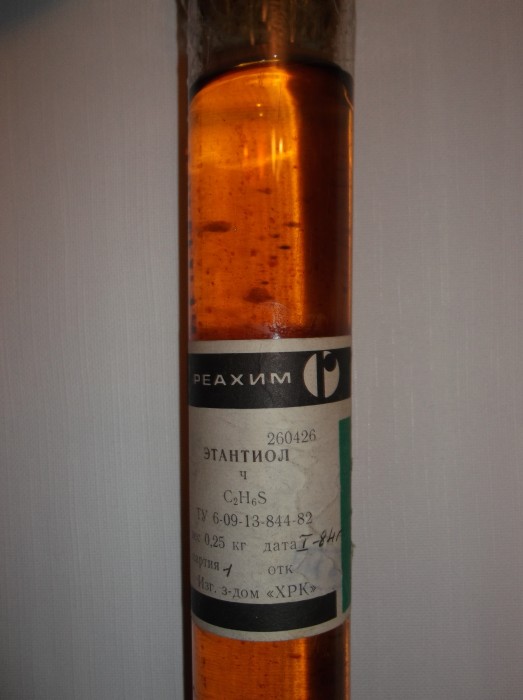 РЕАХИМ
260426
ЭТАНТИОЛ
ч
C₂H₆S
ТУ 6-09-13-844-82
0,25 кг дата I-84г
партия 1 ОТК
Изг. з-дом «ХРК»